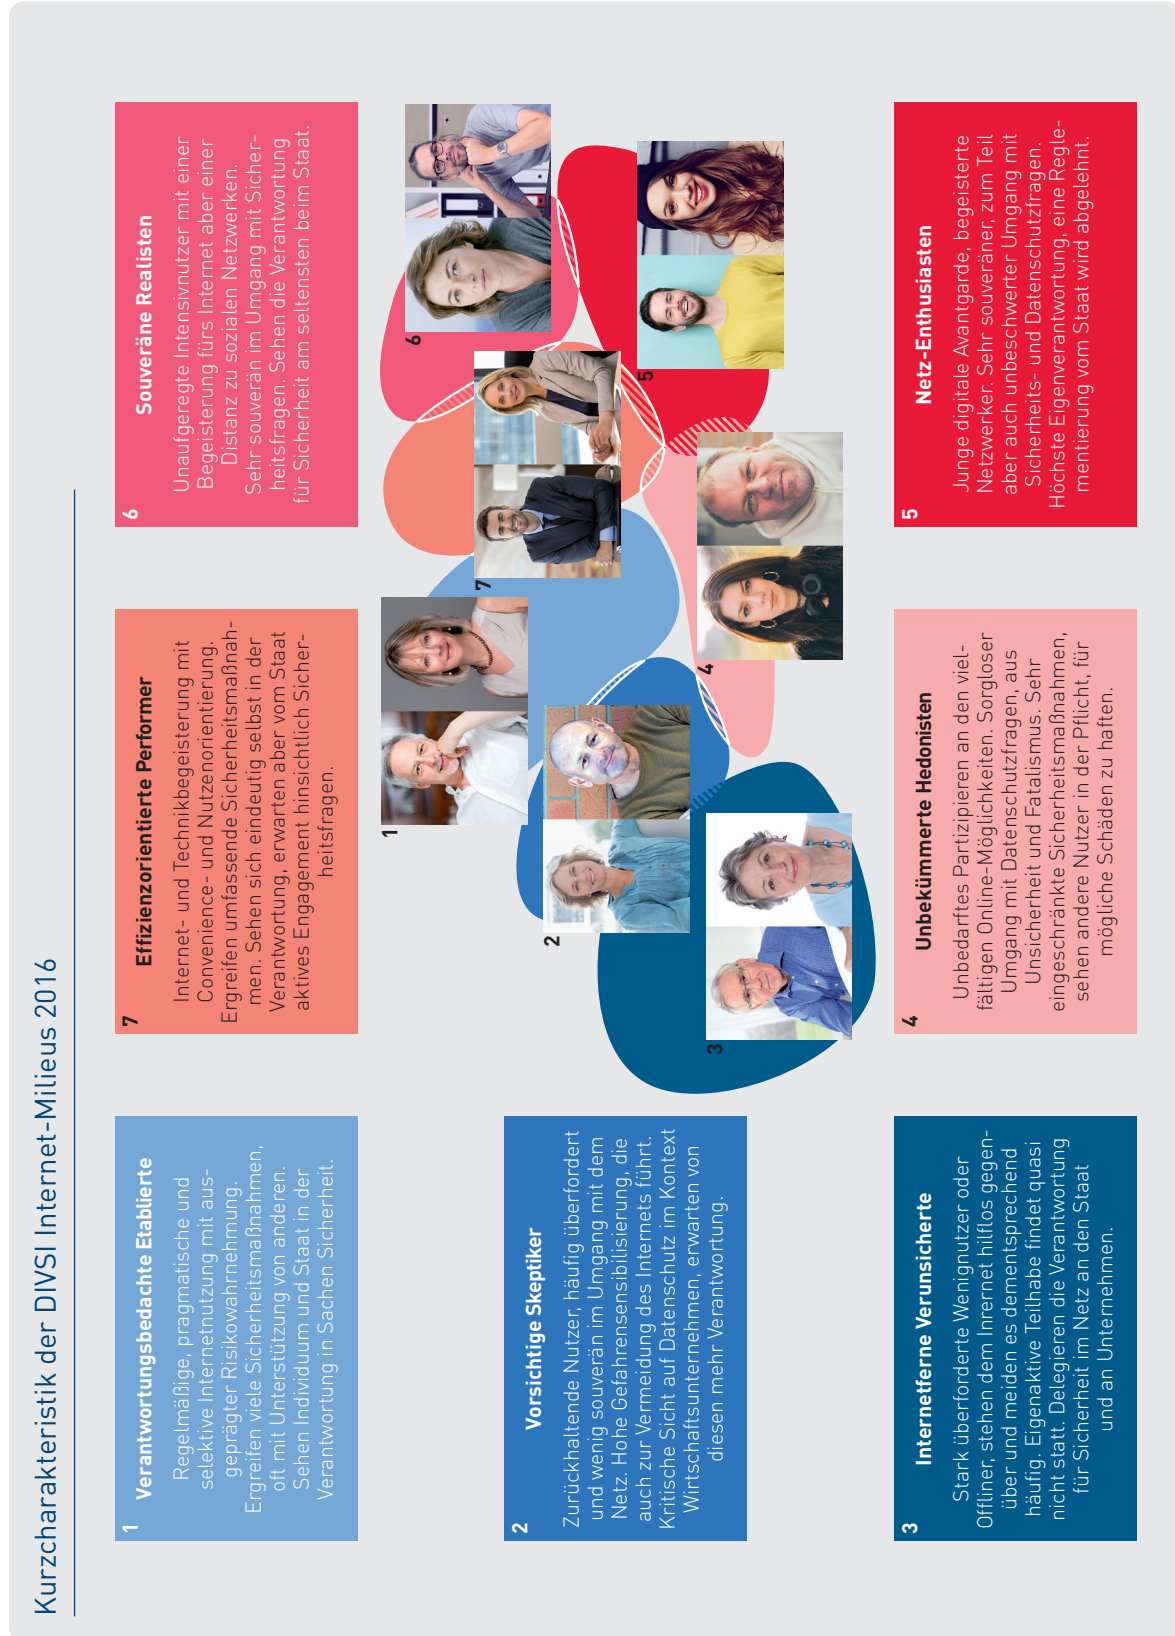 Kurzcharakteristik der DIVSI Internet-Milieus 2016
1
Verantwortungsbedachte Etablierte
Regelmäßige, pragmatische und
selektive Internetnutzung mit aus-
geprägter Risikowahrnehmung.
Ergreifen viele Sicherheitsmaßnahmen,
oft mit Unterstützung von anderen.
Sehen Individuum und Staat in der
Verantwortung in Sachen Sicherheit.
7
Effizienzorientierte Performer
Internet- und Technikbegeisterung mit
Convenience- und Nutzenorientierung.
Ergreifen umfassende Sicherheitsmaßnah-
men. Sehen sich eindeutig selbst in der
Verantwortung, erwarten aber vom Staat
aktives Engagement hinsichtlich Sicher-
heitsfragen.
6
Souveräne Realisten
Unaufgeregte Intensivnutzer mit einer
Begeisterung fürs Internet aber einer
Distanz zu sozialen Netzwerken.
Sehr souverän im Umgang mit Sicher-
heitsfragen. Sehen die Verantwortung
für Sicherheit am seltensten beim Staat.
2
Vorsichtige Skeptiker
Zurückhaltende Nutzer, häufig überfordert
und wenig souverän im Umgang mit dem
Netz. Hohe Gefahrensensibilisierung, die
auch zur Vermeidung des Internets führt.
Kritische Sicht auf Datenschutz im Kontext
Wirtschaftsunternehmen, erwarten von
diesen mehr Verantwortung.
1
2
3
4
5
6
7
3
Internetferne Verunsicherte
Stark überforderte Wenignutzer oder
Offliner, stehen dem Inrernet hilflos gegen-
über und meiden es dementsprechend
häufig. Eigenaktive Teilhabe findet quasi
nicht statt. Delegieren die Verantwortung
für Sicherheit im Netz an den Staat
und an Unternehmen.
4
Unbekümmerte Hedonisten
Unbedarftes Partizipieren an den viel-
fältigen Online-Möglichkeiten. Sorgloser
Umgang mit Datenschutzfragen, aus
Unsicherheit und Fatalismus. Sehr
eingeschränkte Sicherheitsmaßnahmen,
sehen andere Nutzer in der Pflicht, für
mögliche Schäden zu haften.
5
Netz-Enthusiasten
Junge digitale Avantgarde, begeisterte
Netzwerker. Sehr souveräner, zum Teil
aber auch unbeschwerter Umgang mit
Sicherheits- und Datenschutzfragen.
Höchste Eigenverantwortung, eine Regle-
mentierung vom Staat wird abgelehnt.